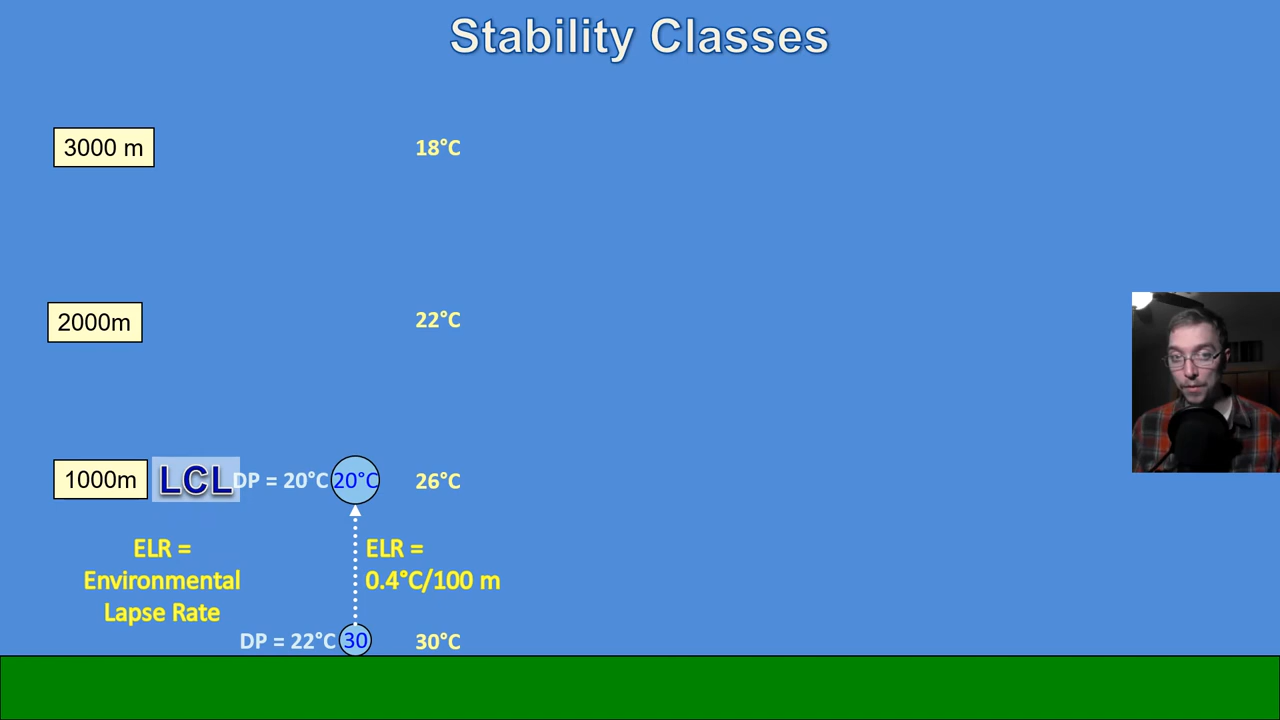 Stability Classes
3000 m
18°C
2000m
22°C
1000m
LCL
DP = 20°C
20°C
26°C
ELR =
Environmental
Lapse Rate
ELR =
0.4°C/100 m
DP = 22°C
30
30°C